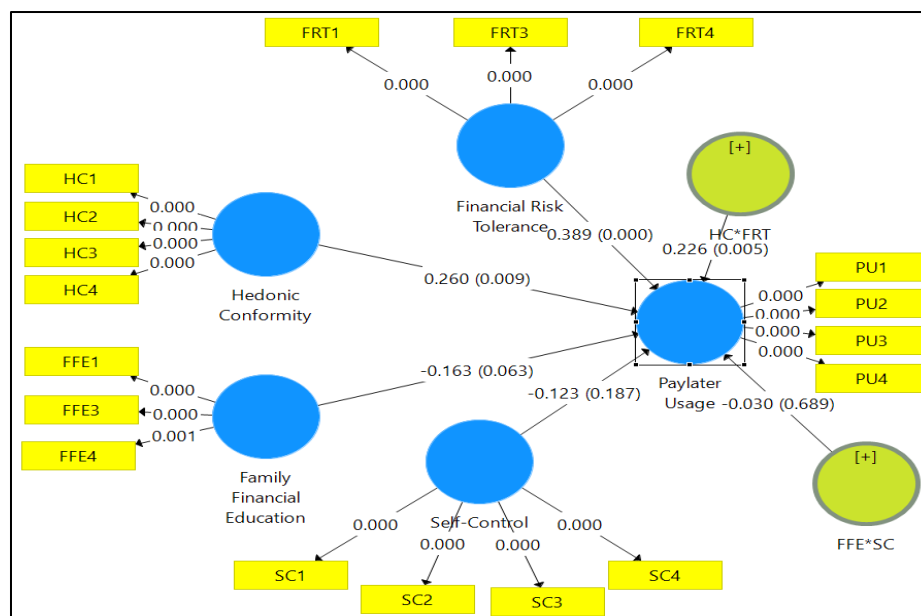 FRT1
FRT3
FRT4
0.000
0.000
0.000
Financial Risk
Tolerance
[+]
HC*FRT
0.389 (0.000)
0.226 (0.005)
HC1
HC2
HC3
HC4
0.000
0.000
0.000
0.000
Hedonic
Conformity
0.260 (0.009)
PU1
PU2
PU3
PU4
0.000
0.000
0.000
0.000
Paylater
Usage
FFE1
FFE3
FFE4
0.000
0.000
0.001
Family
Financial
Education
-0.163 (0.063)
-0.123 (0.187)
-0.030 (0.689)
[+]
FFE*SC
Self-Control
0.000
0.000
0.000
0.000
SC1
SC2
SC3
SC4